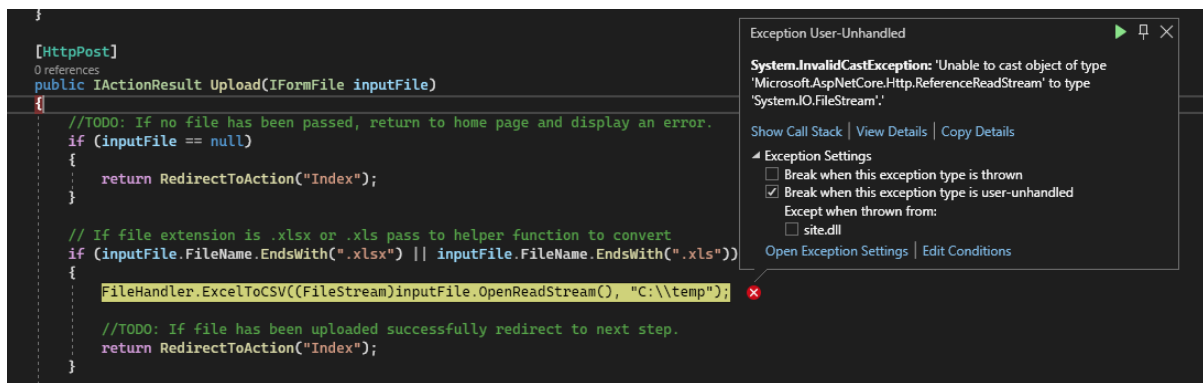 }
[HttpPost]
0 references
public IActionResult Upload(IFormFile inputFile)
{
//TODO: If no file has been passed, return to home page and display an error.
if (inputFile == null)
{
return RedirectToAction("Index");
}
// If file extension is .xlsx or .xls pass to helper function to convert
if (inputFile.FileName.EndsWith(".xlsx") || inputFile.FileName.EndsWith(".xls"))
{
FileHandler.ExcelToCSV((FileStream)inputFile.OpenReadStream(), "C:\\temp");
//TODO: If file has been uploaded successfully redirect to next step.
return RedirectToAction("Index");
}
Exception User-Unhandled
System.InvalidCastException: 'Unable to cast object of type
'Microsoft.AspNetCore.Http.ReferenceReadStream' to type
'System.IO.FileStream'.'
Show Call Stack | View Details | Copy Details
Exception Settings
Break when this exception type is thrown
Break when this exception type is user-unhandled
Except when thrown from:
site.dll
Open Exception Settings | Edit Conditions